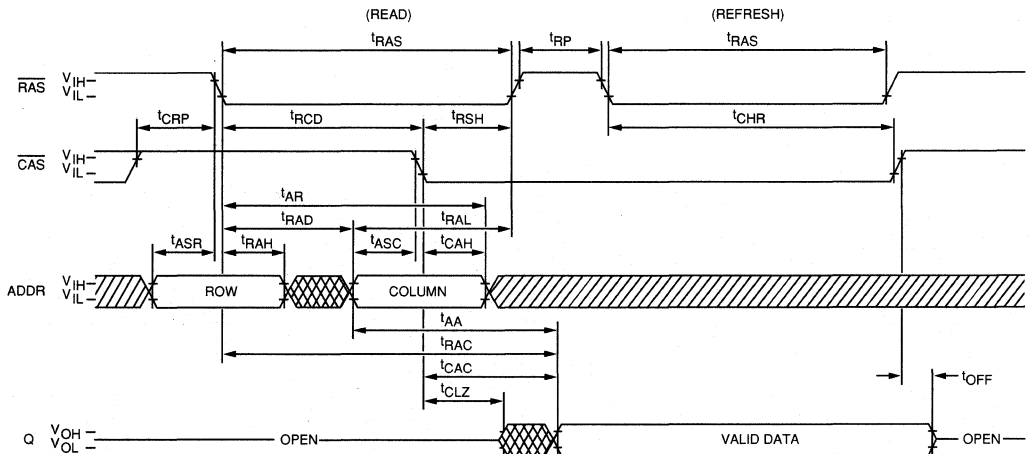 (READ) (REFRESH)
tRAS tRP tRAS
RAS VIH
VIL
tCRP tRCD tRSH tCHR
CAS VIH
VIL
tAR
tRAD tRAL
tASR tRAH tASC tCAH
ADDR VIH
VIL
ROW COLUMN
tAA
tRAC
tCAC
tCLZ tOFF
Q VOH
VOL
OPEN VALID DATA OPEN